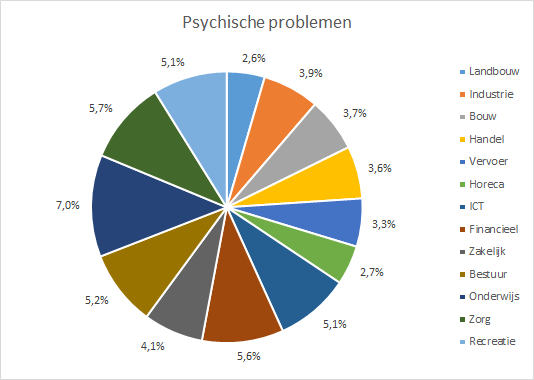 Psychische problemen
2,6%
3,9%
3,7%
3,6%
3,3%
2,7%
5,1%
5,6%
4,1%
5,2%
7,0%
5,7%
5,1%
Landbouw
Industrie
Bouw
Handel
Vervoer
Horeca
ICT
Financieel
Zakelijk
Bestuur
Onderwijs
Zorg
Recreatie